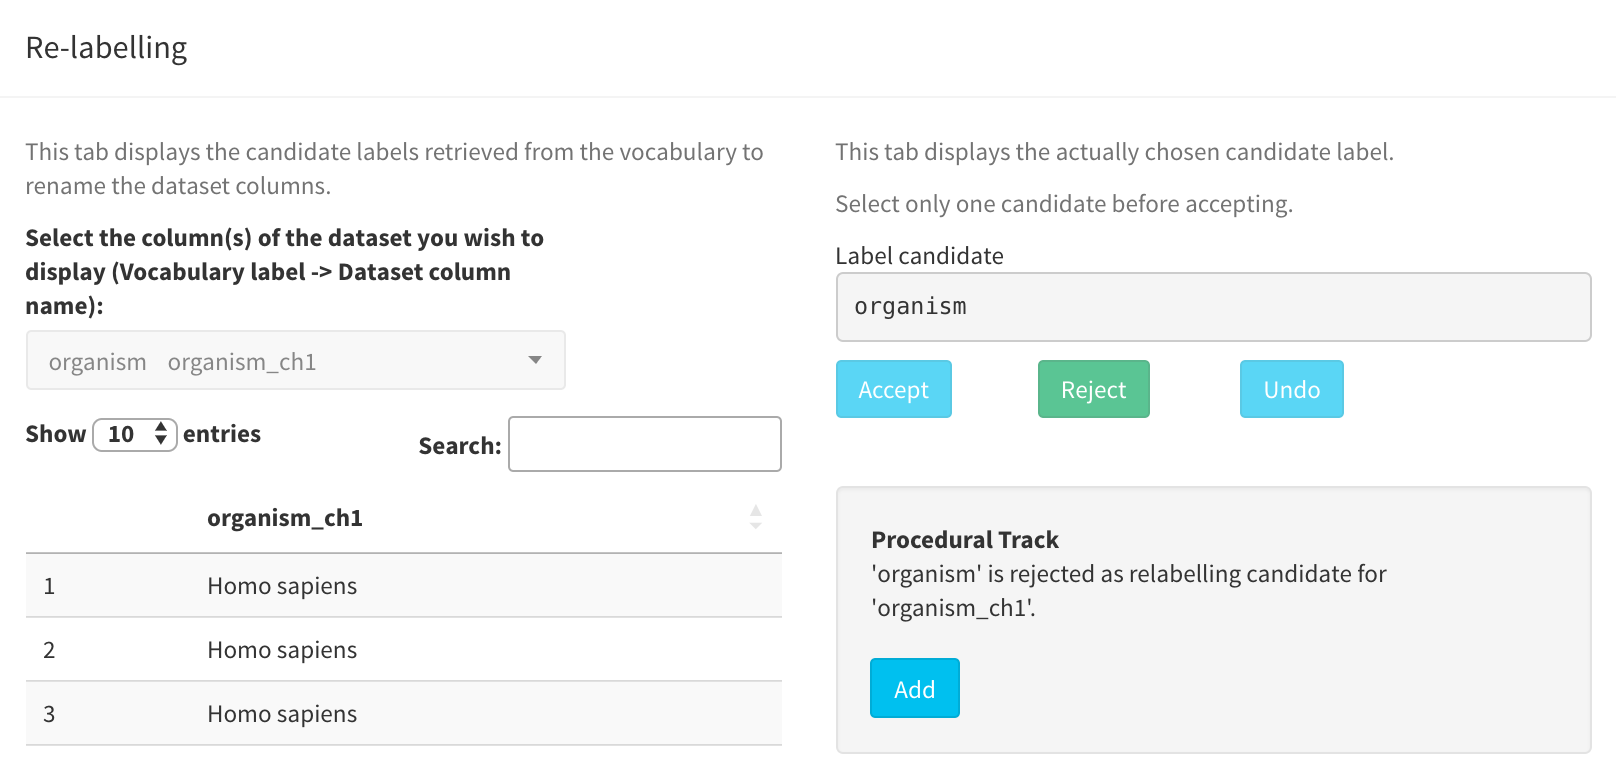 Re-labelling
This tab displays the candidate labels retrieved from the vocabulary to
rename the dataset columns.
Select the column(s) of the dataset you wish to
display (Vocabulary label -> Dataset column
name):
organism organism_ch1
Show 10 entries
Search:
organism_ch1
1 Homo sapiens
2 Homo sapiens
3 Homo sapiens
This tab displays the actually chosen candidate label.
Select only one candidate before accepting.
Label candidate
organism
Accept Reject Undo
Procedural Track
'organism' is rejected as relabelling candidate for
'organism_ch1'.
Add